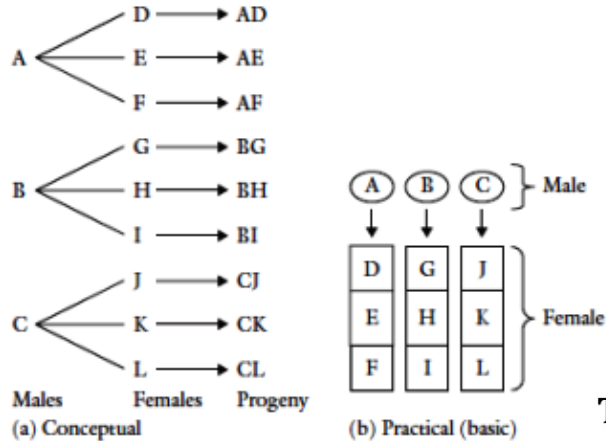 D AD
A E AE
F AF
G BG
B H BH
I BI
J CJ
C K CK
L CL
Males Females Progeny
(a) Conceptual
A B C Male
D G J
E H K Female
F I L
(b) Practical (basic)
T